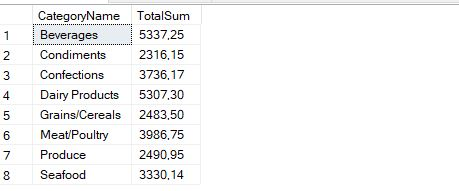 CategoryName TotalSum
1 Beverages 5337,25
2 Condiments 2316,15
3 Confections 3736,17
4 Dairy Products 5307,30
5 Grains/Cereals 2483,50
6 Meat/Poultry 3986,75
7 Produce 2490,95
8 Seafood 3330,14